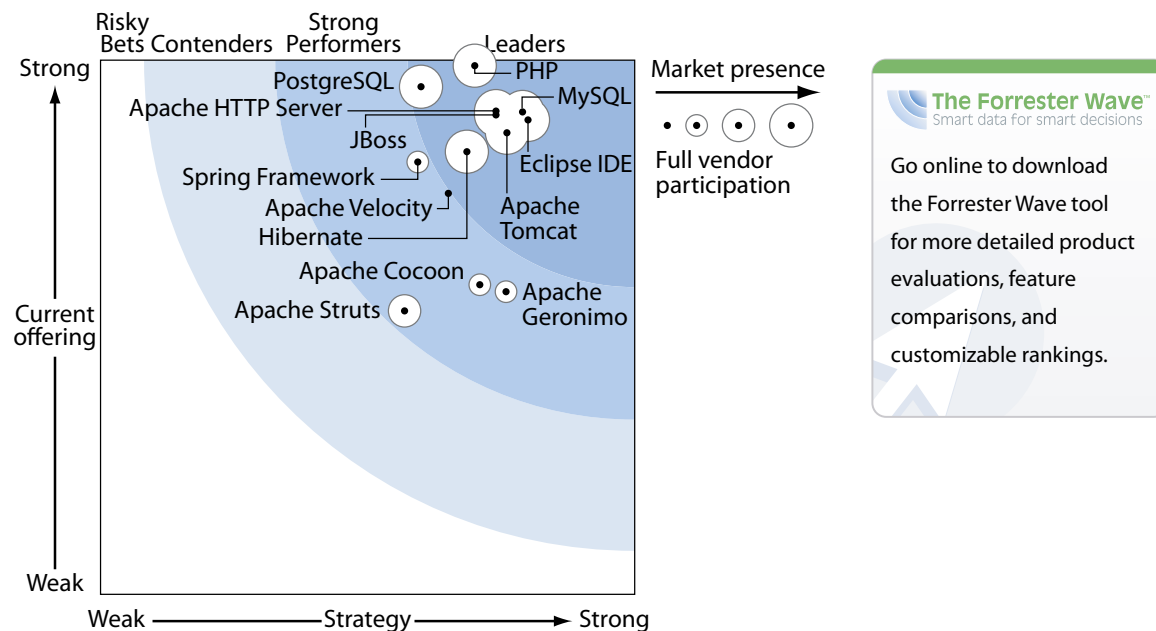 Risky
Bets
Contenders
Strong
Performers
Leaders
Strong
PostgreSQL
PHP
MySQL
Apache HTTP Server
JBoss
Eclipse IDE
Spring Framework
Apache Velocity
Apache
Tomcat
Hibernate
Apache Cocoon
Apache
Geronimo
Apache Struts
Current
offering
Weak
Weak
Strategy
Strong
Market presence
Full vendor
participation
The Forrester Wave™
Smart data for smart decisions
Go online to download
the Forrester Wave tool
for more detailed product
evaluations, feature
comparisons, and
customizable rankings.